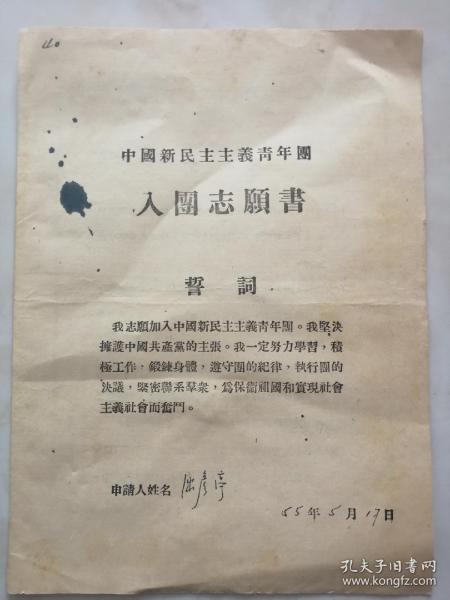 40
中國新民主主義青年團
入團志願書
誓詞
我志願加入中國新民主主義青年團。我堅決
擁護中國共產黨的主張。我一定努力學習，積
極工作，鍛鍊身體，遵守團的紀律，執行團的
決議，緊密聯系羣衆，爲保衞祖國和實現社會
主義社會而奮鬥。
申請人姓名
55年5月19日
孔夫子旧书网
www.kongfz.com